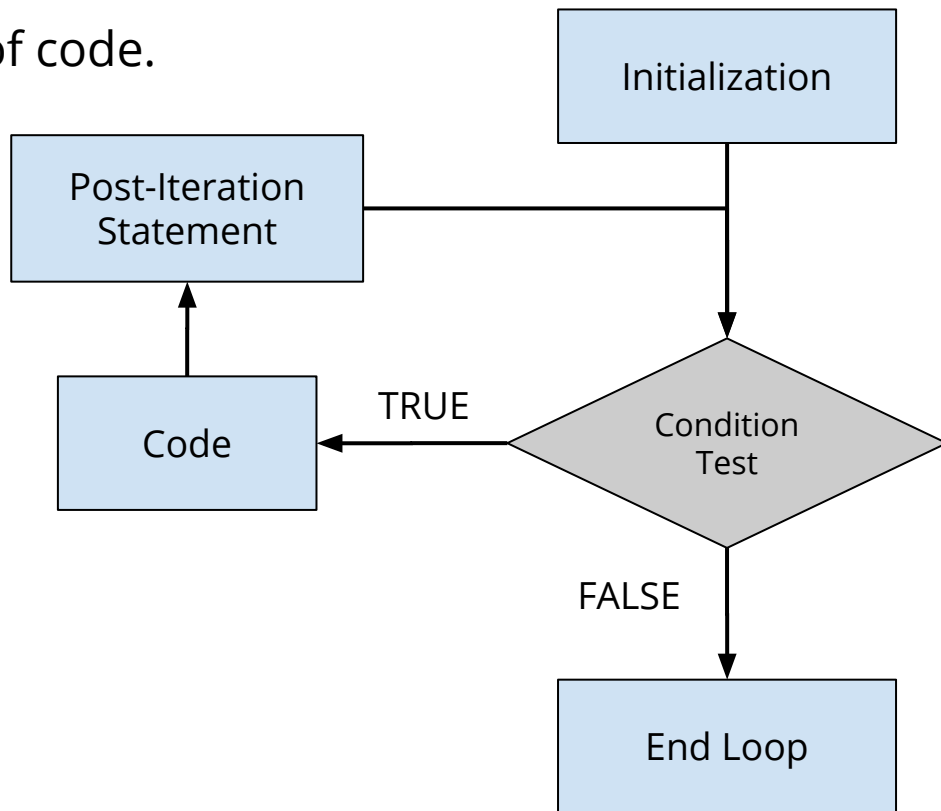 of code.
Initialization
Post-Iteration
Statement
TRUE
Condition
Test
Code
FALSE
End Loop